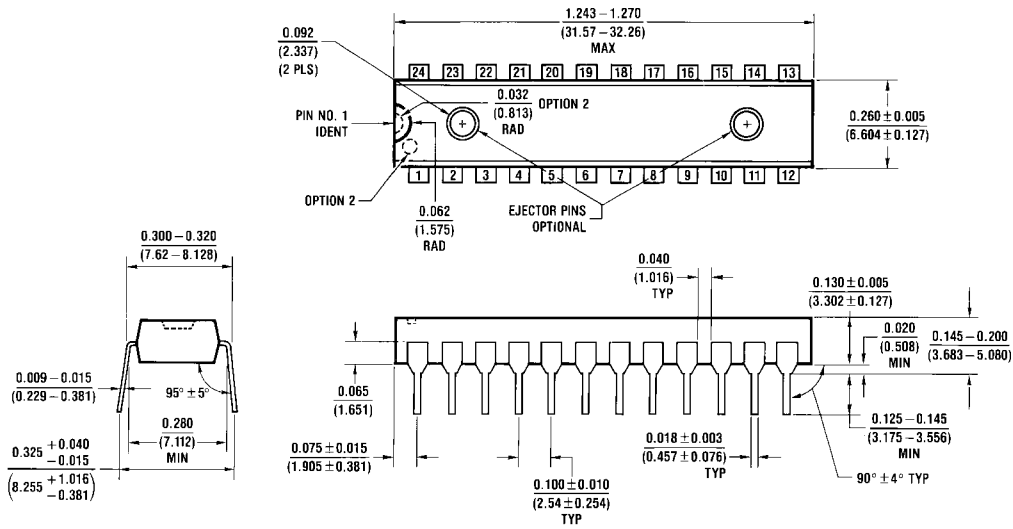 1.243 – 1.270
(31.57 – 32.26)
MAX
0.092
(2.337)
(2 PLS)
24 23 22 21 20 19 18 17 16 15 14 13
0.032
(0.813)
RAD
OPTION 2
PIN NO. 1
IDENT
0.260 ± 0.005
(6.604 ± 0.127)
1 2 3 4 5 6 7 8 9 10 11 12
OPTION 2
0.062
(1.575)
RAD
EJECTOR PINS
OPTIONAL
0.300 – 0.320
(7.62 – 8.128)
0.040
(1.016)
TYP
0.130 ± 0.005
(3.302 ± 0.127)
0.020
(0.508)
MIN
0.145 – 0.200
(3.683 – 5.080)
0.009 – 0.015
(0.229 – 0.381)
95° ± 5°
0.280
(7.112)
MIN
0.325 +0.040
–0.015
(8.255 +1.016
–0.381)
0.065
(1.651)
0.075 ± 0.015
(1.905 ± 0.381)
0.100 ± 0.010
(2.54 ± 0.254)
TYP
0.018 ± 0.003
(0.457 ± 0.076)
TYP
0.125 – 0.145
(3.175 – 3.556)
MIN
90° ± 4° TYP